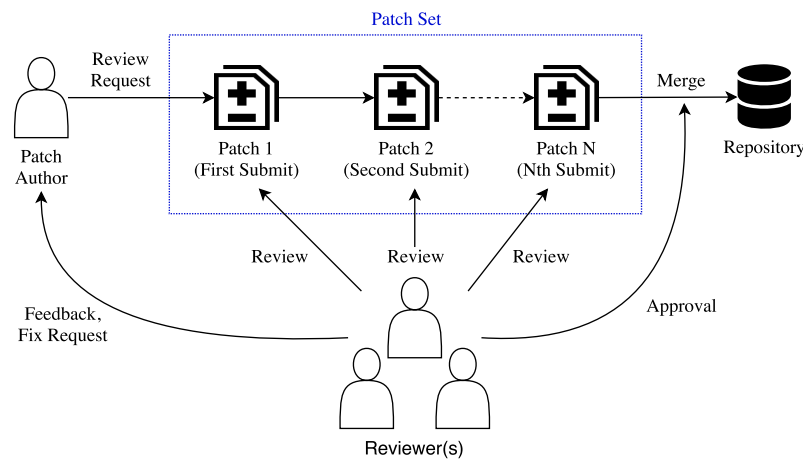 Patch Set
Review
Request
Merge
Patch
Author
Patch 1
(First Submit)
Patch 2
(Second Submit)
Patch N
(Nth Submit)
Repository
Review
Review
Review
Feedback,
Fix Request
Approval
Reviewer(s)